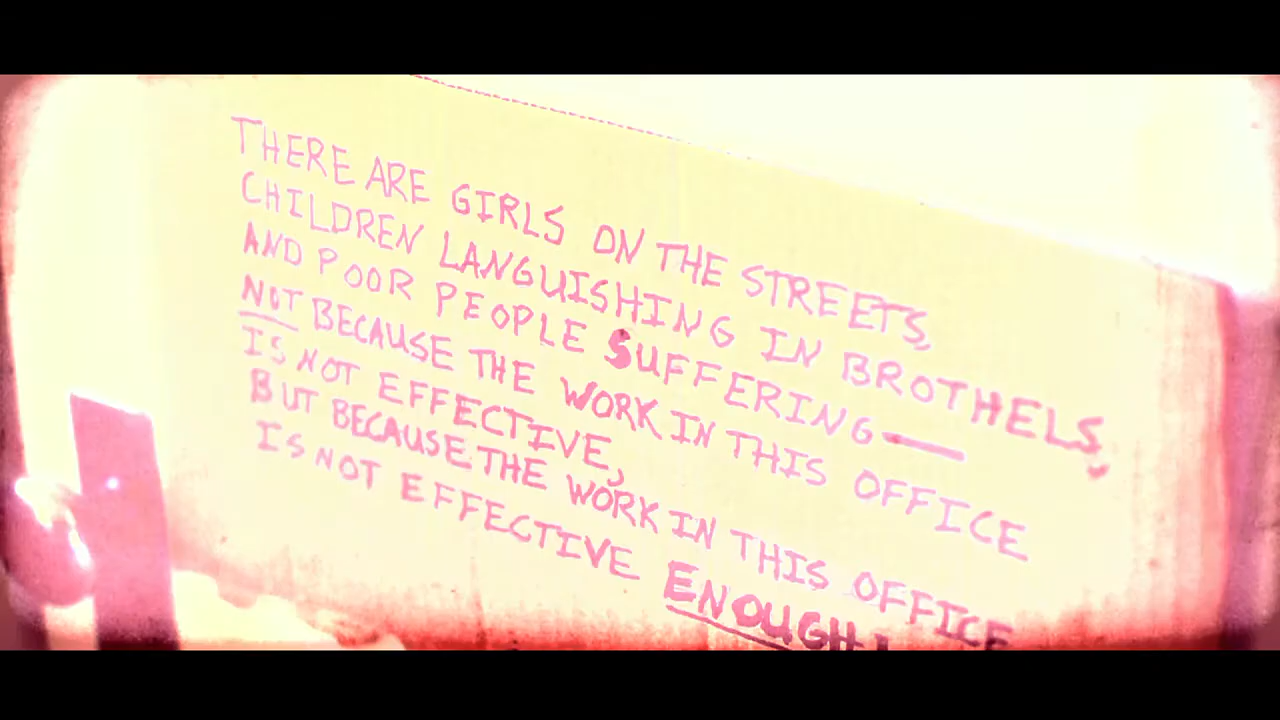 THERE ARE GIRLS ON THE STREETS,
CHILDREN LANGUISHING IN BROTHELS,
AND POOR PEOPLE SUFFERING—
NOT BECAUSE THE WORK IN THIS OFFICE
IS NOT EFFECTIVE,
BUT BECAUSE THE WORK IN THIS OFFICE
IS NOT EFFECTIVE ENOUGH!